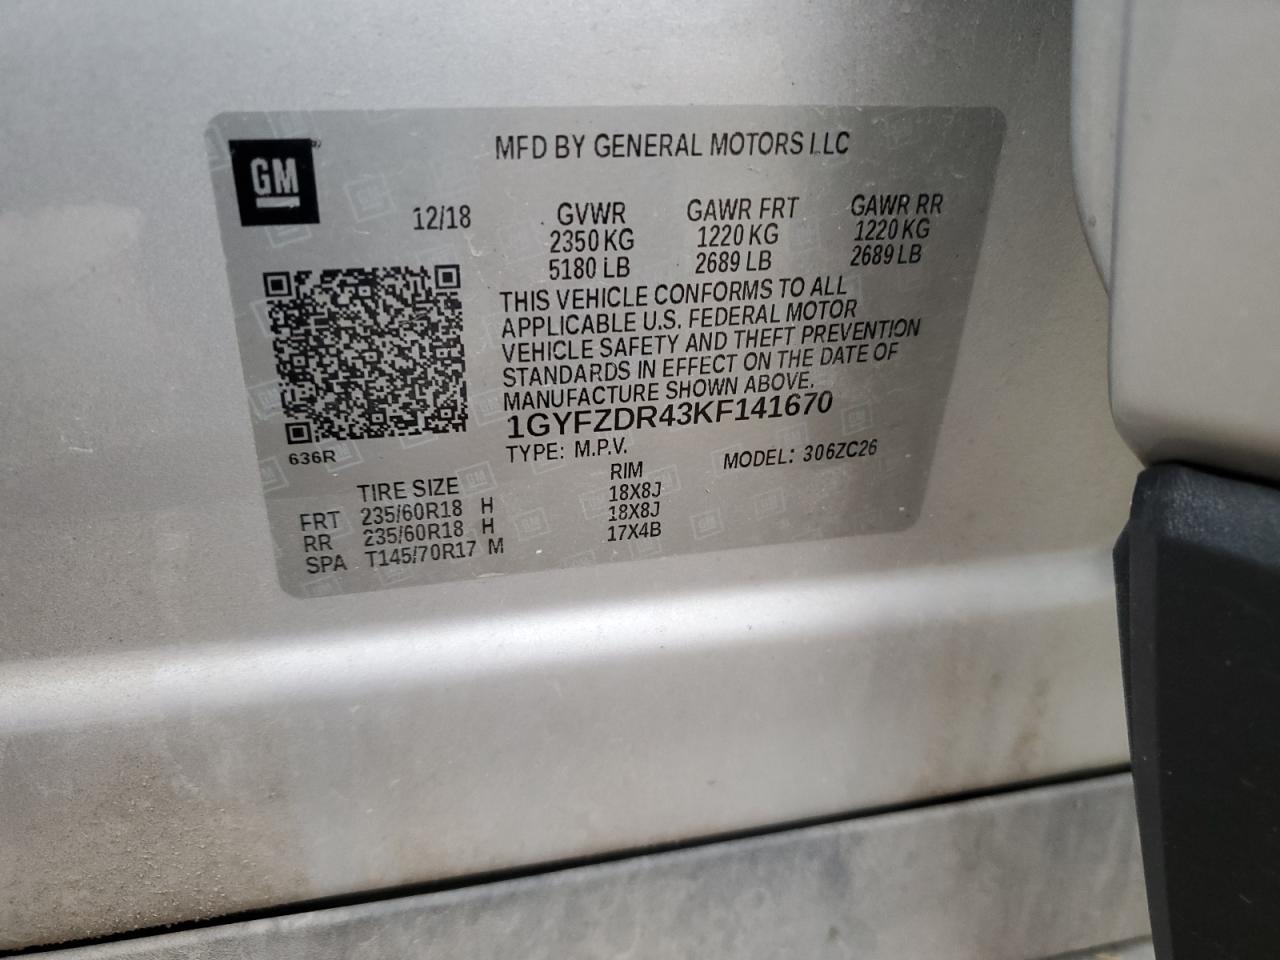 MFD BY GENERAL MOTORS LLC
GM
12/18
GVWR GAWR FRT GAWR RR
2350 KG 1220 KG 1220 KG
5180 LB 2689 LB 2689 LB
THIS VEHICLE CONFORMS TO ALL
APPLICABLE U.S. FEDERAL MOTOR
VEHICLE SAFETY AND THEFT PREVENTION
STANDARDS IN EFFECT ON THE DATE OF
MANUFACTURE SHOWN ABOVE.
1GYFZDR43KF141670
636R
TYPE: M.P.V. MODEL: 306ZC26
TIRE SIZE RIM
FRT 235/60R18 H 18X8J
RR 235/60R18 H 18X8J
SPA T145/70R17 M 17X4B